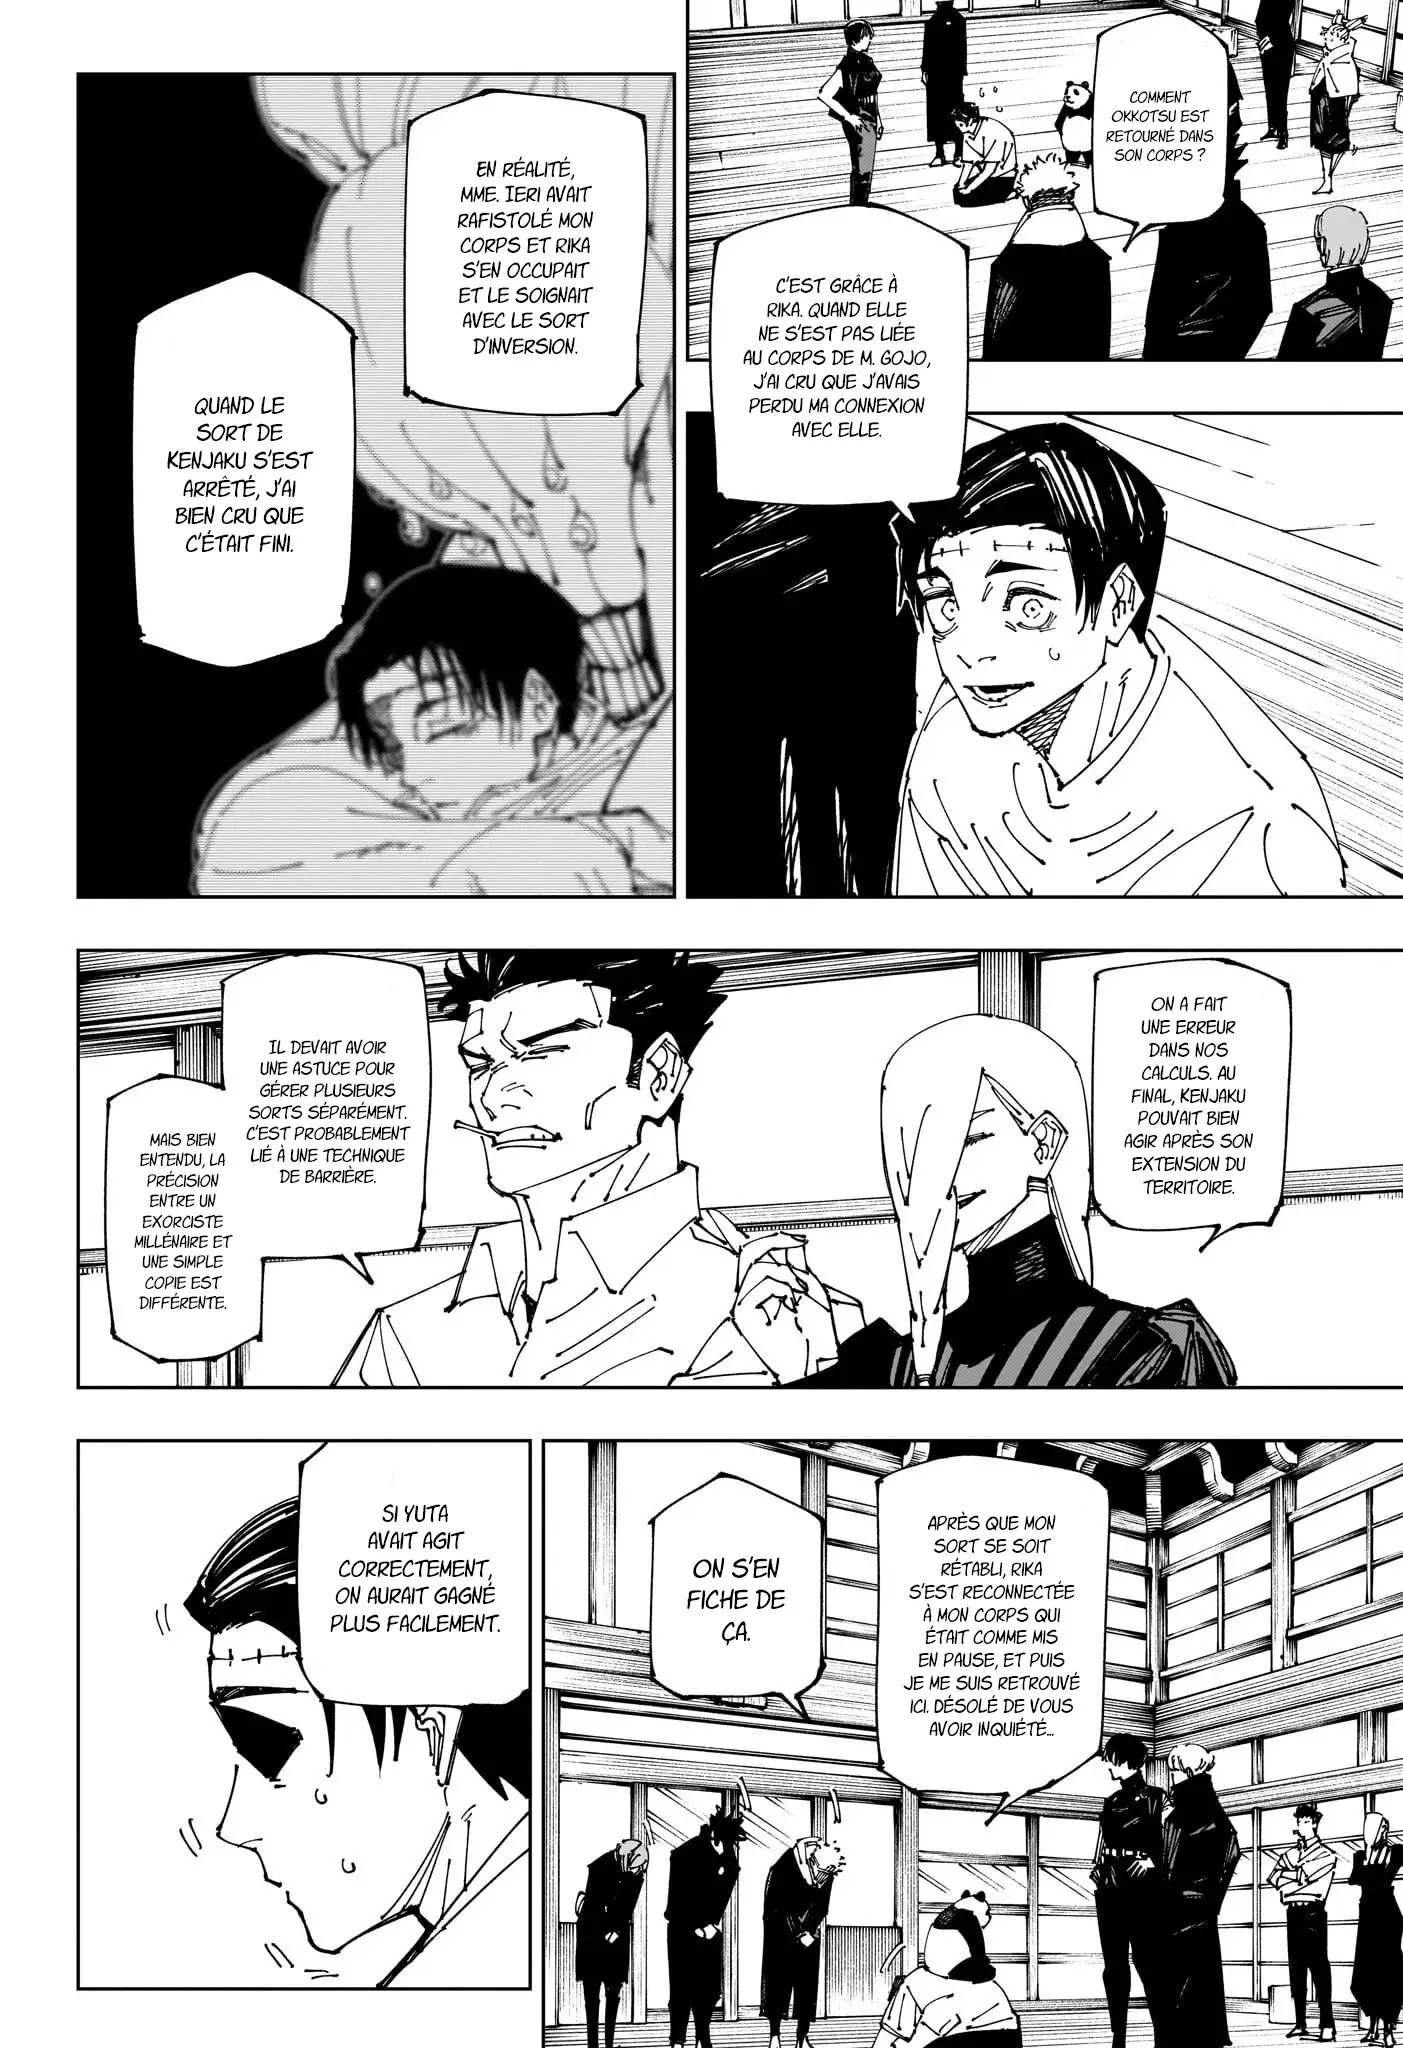 COMMENT
OKKOTSU EST
RETOURNÉ DANS
SON CORPS ?
C'EST GRÂCE À
RIKA. QUAND ELLE
NE S'EST PAS LIÉE
AU CORPS DE M. GOJO,
J'AI CRU QUE J'AVAIS
PERDU MA CONNEXION
AVEC ELLE.
EN RÉALITÉ,
MME. IERI AVAIT
RAFISTOLÉ MON
CORPS ET RIKA
S'EN OCCUPAIT
ET LE SOIGNAIT
AVEC LE SORT
D'INVERSION.
QUAND LE
SORT DE
KENJAKU S'EST
ARRÊTÉ, J'AI
BIEN CRU QUE
C'ÉTAIT FINI.
ON A FAIT
UNE ERREUR
DANS NOS
CALCULS. AU
FINAL, KENJAKU
POUVAIT BIEN
AGIR APRÈS SON
EXTENSION DU
TERRITOIRE.
IL DEVAIT AVOIR
UNE ASTUCE POUR
GÉRER PLUSIEURS
SORTS SÉPARÉMENT.
C'EST PROBABLEMENT
LIÉ À UNE TECHNIQUE
DE BARRIÈRE.
MAIS BIEN
ENTENDU, LA
PRÉCISION
ENTRE UN
EXORCISTE
MILLÉNAIRE ET
UNE SIMPLE
COPIE EST
DIFFÉRENTE.
APRÈS QUE MON
SORT SE SOIT
RÉTABLI, RIKA
S'EST RECONNECTÉE
À MON CORPS QUI
ÉTAIT COMME MIS
EN PAUSE, ET PUIS
JE ME SUIS RETROUVÉ
ICI. DÉSOLÉ DE VOUS
AVOIR INQUIÉTÉ...
ON S'EN
FICHE DE
ÇA.
SI YUTA
AVAIT AGIT
CORRECTEMENT,
ON AURAIT GAGNÉ
PLUS FACILEMENT.